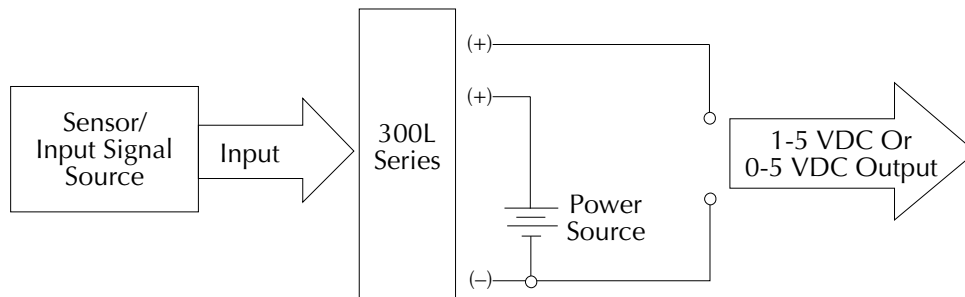 Sensor/
Input Signal
Source
Input
300L
Series
(+)
(+)
(–)
Power
Source
1-5 VDC Or
0-5 VDC Output